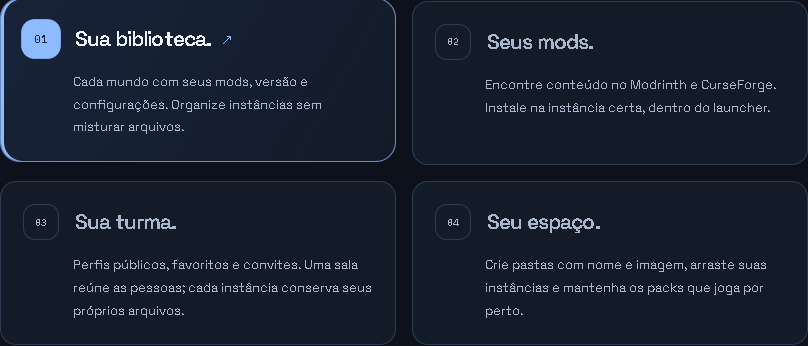 01
Sua biblioteca. ↗
Cada mundo com seus mods, versão e
configurações. Organize instâncias sem
misturar arquivos.
02
Seus mods.
Encontre conteúdo no Modrinth e CurseForge.
Instale na instância certa, dentro do launcher.
03
Sua turma.
Perfis públicos, favoritos e convites. Uma sala
reúne as pessoas; cada instância conserva seus
próprios arquivos.
04
Seu espaço.
Crie pastas com nome e imagem, arraste suas
instâncias e mantenha os packs que joga por
perto.